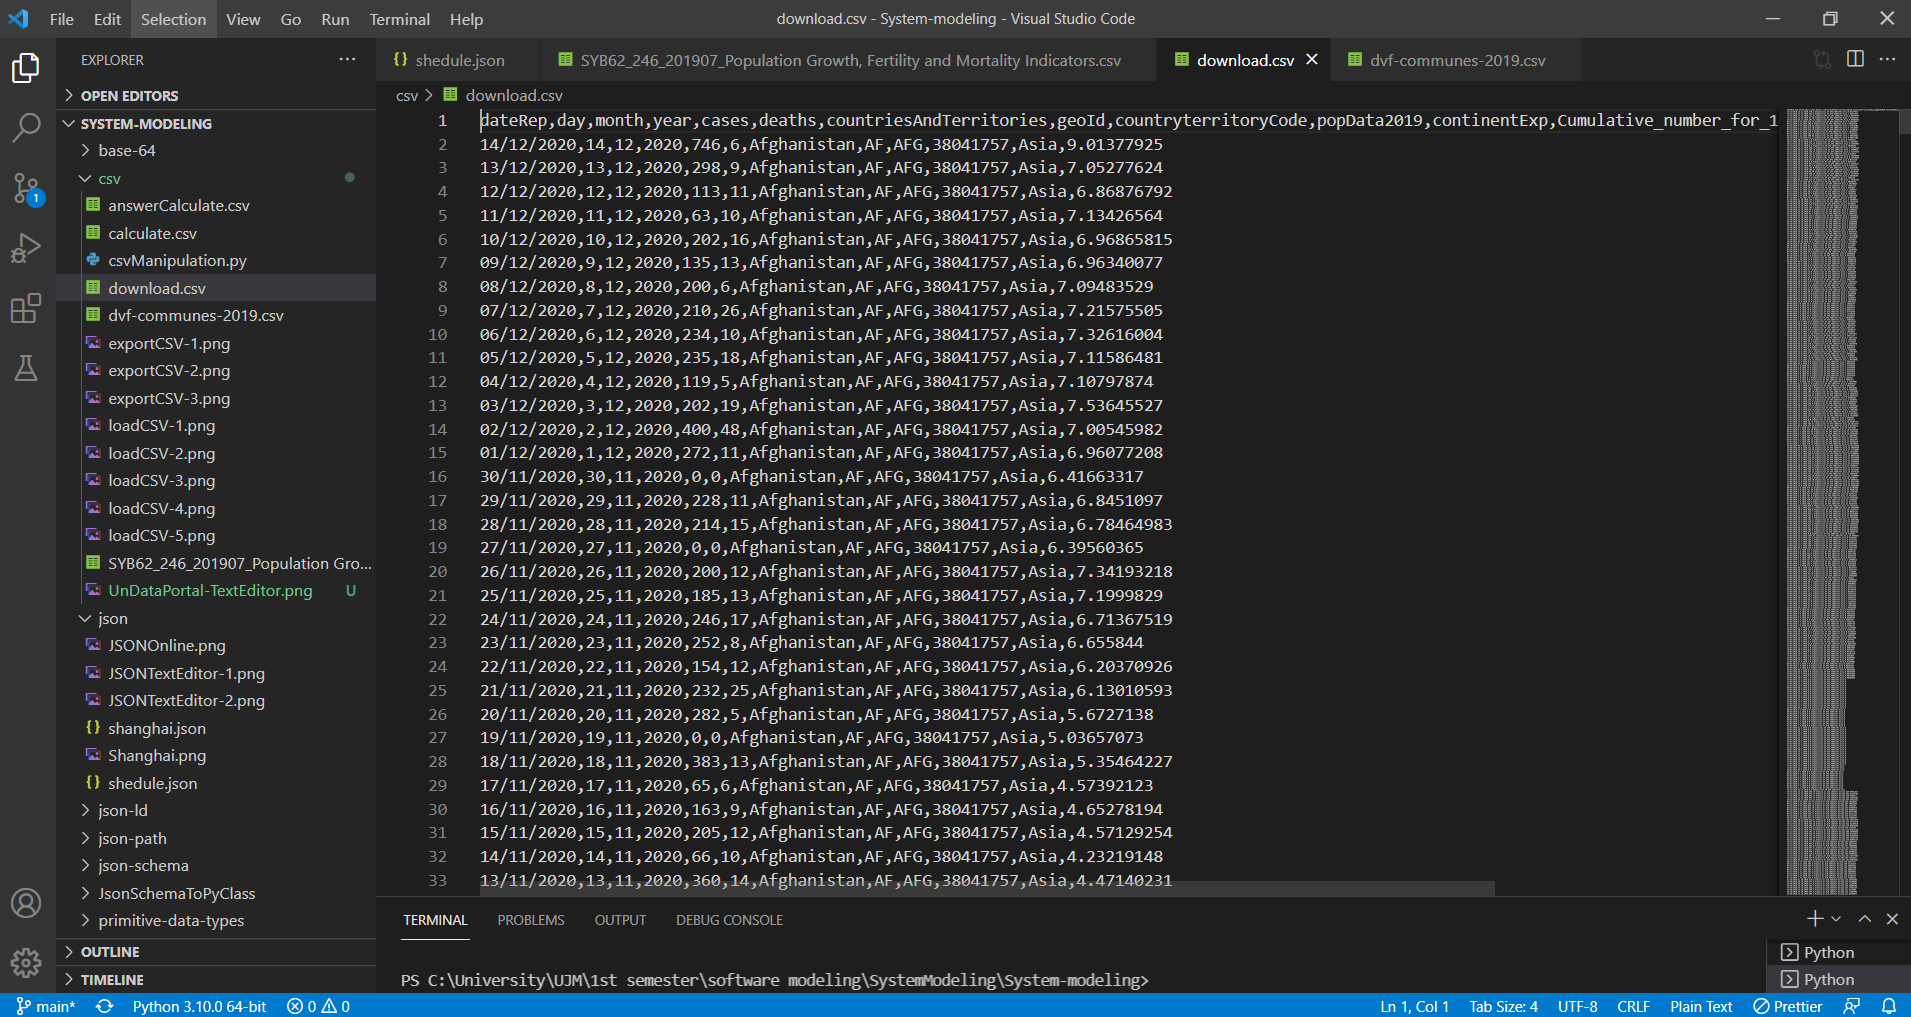 File Edit Selection View Go Run Terminal Help
download.csv - System-modeling - Visual Studio Code
EXPLORER
OPEN EDITORS
SYSTEM-MODELING
base-64
csv
answerCalculate.csv
calculate.csv
csvManipulation.py
download.csv
dvf-communes-2019.csv
exportCSV-1.png
exportCSV-2.png
exportCSV-3.png
loadCSV-1.png
loadCSV-2.png
loadCSV-3.png
loadCSV-4.png
loadCSV-5.png
SYB62_246_201907_Population Gro...
UnDataPortal-TextEditor.png U
json
JSONOnline.png
JSONTextEditor-1.png
JSONTextEditor-2.png
shanghai.json
Shanghai.png
shedule.json
json-ld
json-path
json-schema
JsonSchemaToPyClass
primitive-data-types
OUTLINE
TIMELINE
1
shedule.json SYB62_246_201907_Population Growth, Fertility and Mortality Indicators.csv download.csv dvf-communes-2019.csv
csv > download.csv
1 dateRep,day,month,year,cases,deaths,countriesAndTerritories,geoId,countryterritoryCode,popData2019,continentExp,Cumulative_number_for_1
2 14/12/2020,14,12,2020,746,6,Afghanistan,AF,AFG,38041757,Asia,9.01377925
3 13/12/2020,13,12,2020,298,9,Afghanistan,AF,AFG,38041757,Asia,7.05277624
4 12/12/2020,12,12,2020,113,11,Afghanistan,AF,AFG,38041757,Asia,6.86876792
5 11/12/2020,11,12,2020,63,10,Afghanistan,AF,AFG,38041757,Asia,7.13426564
6 10/12/2020,10,12,2020,202,16,Afghanistan,AF,AFG,38041757,Asia,6.96865815
7 09/12/2020,9,12,2020,135,13,Afghanistan,AF,AFG,38041757,Asia,6.96340077
8 08/12/2020,8,12,2020,200,6,Afghanistan,AF,AFG,38041757,Asia,7.09483529
9 07/12/2020,7,12,2020,210,26,Afghanistan,AF,AFG,38041757,Asia,7.21575505
10 06/12/2020,6,12,2020,234,10,Afghanistan,AF,AFG,38041757,Asia,7.32616004
11 05/12/2020,5,12,2020,235,18,Afghanistan,AF,AFG,38041757,Asia,7.11586481
12 04/12/2020,4,12,2020,119,5,Afghanistan,AF,AFG,38041757,Asia,7.10797874
13 03/12/2020,3,12,2020,202,19,Afghanistan,AF,AFG,38041757,Asia,7.53645527
14 02/12/2020,2,12,2020,400,48,Afghanistan,AF,AFG,38041757,Asia,7.00545982
15 01/12/2020,1,12,2020,272,11,Afghanistan,AF,AFG,38041757,Asia,6.96077208
16 30/11/2020,30,11,2020,0,0,Afghanistan,AF,AFG,38041757,Asia,6.41663317
17 29/11/2020,29,11,2020,228,11,Afghanistan,AF,AFG,38041757,Asia,6.8451097
18 28/11/2020,28,11,2020,214,15,Afghanistan,AF,AFG,38041757,Asia,6.78464983
19 27/11/2020,27,11,2020,0,0,Afghanistan,AF,AFG,38041757,Asia,6.39560365
20 26/11/2020,26,11,2020,200,12,Afghanistan,AF,AFG,38041757,Asia,7.34193218
21 25/11/2020,25,11,2020,185,13,Afghanistan,AF,AFG,38041757,Asia,7.1999829
22 24/11/2020,24,11,2020,246,17,Afghanistan,AF,AFG,38041757,Asia,6.71367519
23 23/11/2020,23,11,2020,252,8,Afghanistan,AF,AFG,38041757,Asia,6.655844
24 22/11/2020,22,11,2020,154,12,Afghanistan,AF,AFG,38041757,Asia,6.20370926
25 21/11/2020,21,11,2020,232,25,Afghanistan,AF,AFG,38041757,Asia,6.13010593
26 20/11/2020,20,11,2020,282,5,Afghanistan,AF,AFG,38041757,Asia,5.6727138
27 19/11/2020,19,11,2020,0,0,Afghanistan,AF,AFG,38041757,Asia,5.03657073
28 18/11/2020,18,11,2020,383,13,Afghanistan,AF,AFG,38041757,Asia,5.35464227
29 17/11/2020,17,11,2020,65,6,Afghanistan,AF,AFG,38041757,Asia,4.57392123
30 16/11/2020,16,11,2020,163,9,Afghanistan,AF,AFG,38041757,Asia,4.65278194
31 15/11/2020,15,11,2020,205,12,Afghanistan,AF,AFG,38041757,Asia,4.57129254
32 14/11/2020,14,11,2020,66,10,Afghanistan,AF,AFG,38041757,Asia,4.23219148
33 13/11/2020,13,11,2020,360,14,Afghanistan,AF,AFG,38041757,Asia,4.47140231
TERMINAL PROBLEMS OUTPUT DEBUG CONSOLE
Python
Python
PS C:\University\UJM\1st semester\software modeling\SystemModeling\System-modeling>
main* Python 3.10.0 64-bit 0 0 Ln 1, Col 1 Tab Size: 4 UTF-8 CRLF Plain Text Prettier